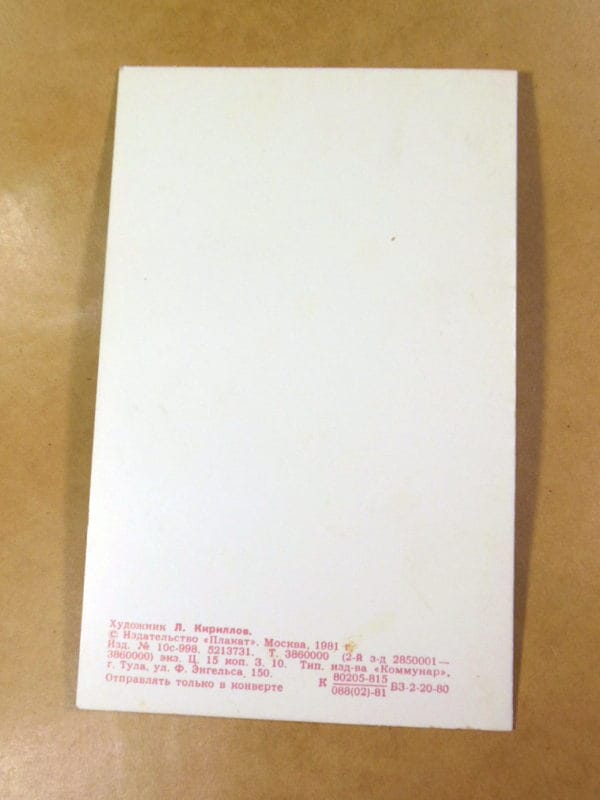 Художник Л. Кириллов.
© Издательство «Плакат». Москва, 1981 г.
Изд. № 10с-998. 5213731. Т. 3860000 (2-й з-д 2850001—
3860000) экз. Ц. 15 коп. З. 10. Тип. изд-ва «Коммунар»,
г. Тула, ул. Ф. Энгельса, 150.
Отправлять только в конверте
К 80205-815
088(02)-81 БЗ-2-20-80